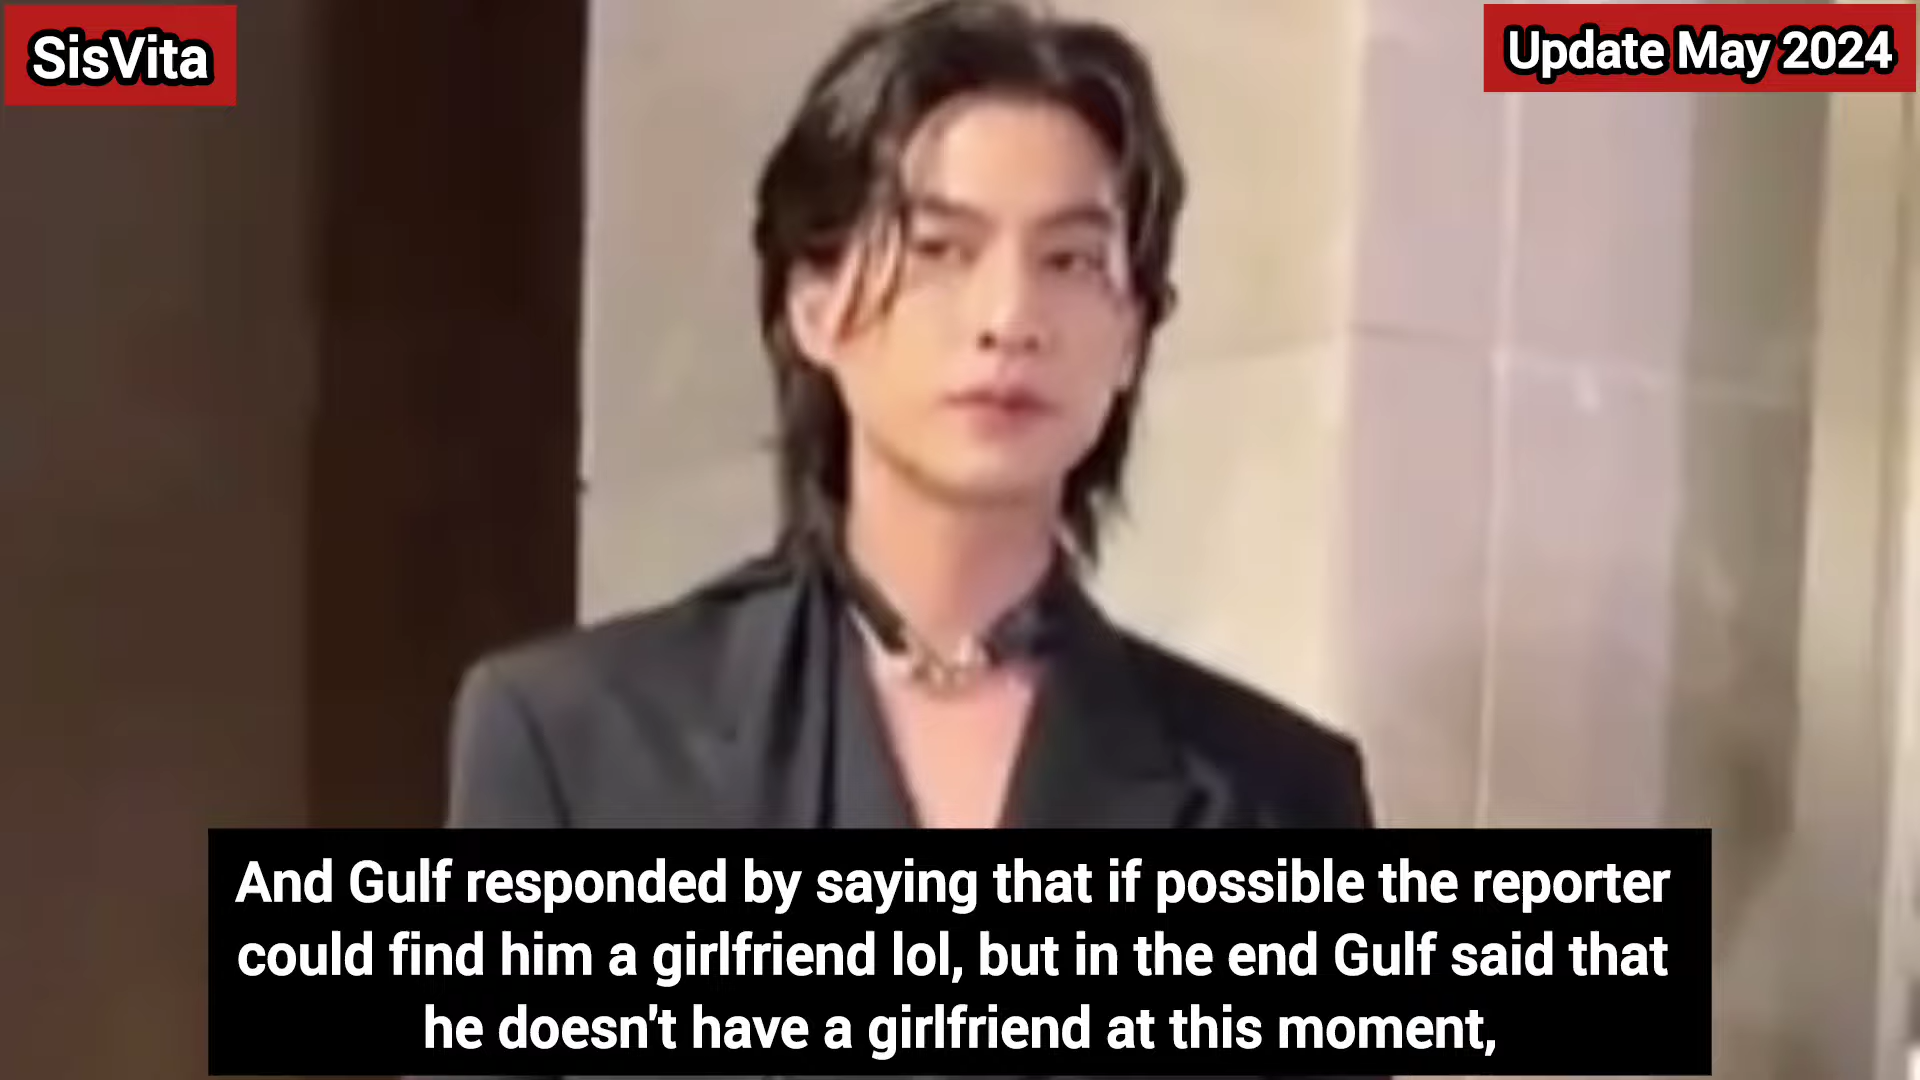 SisVita
Update May 2024
And Gulf responded by saying that if possible the reporter
could find him a girlfriend lol, but in the end Gulf said that
he doesn't have a girlfriend at this moment,